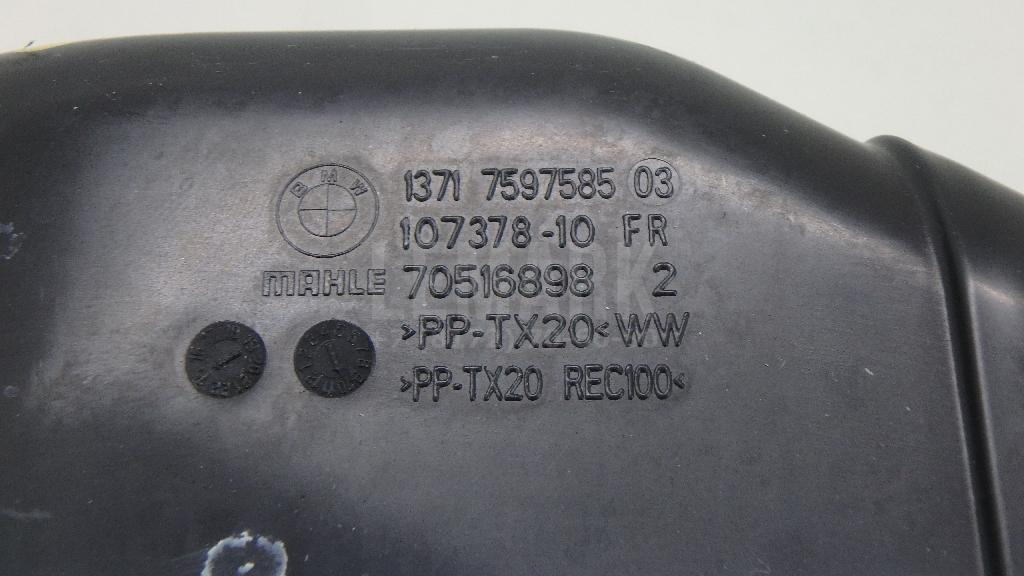 BMW
1371 7597585 03
107378-10 FR
MAHLE 70516898 2
>PP-TX20< WW
>PP-TX20 REC100<